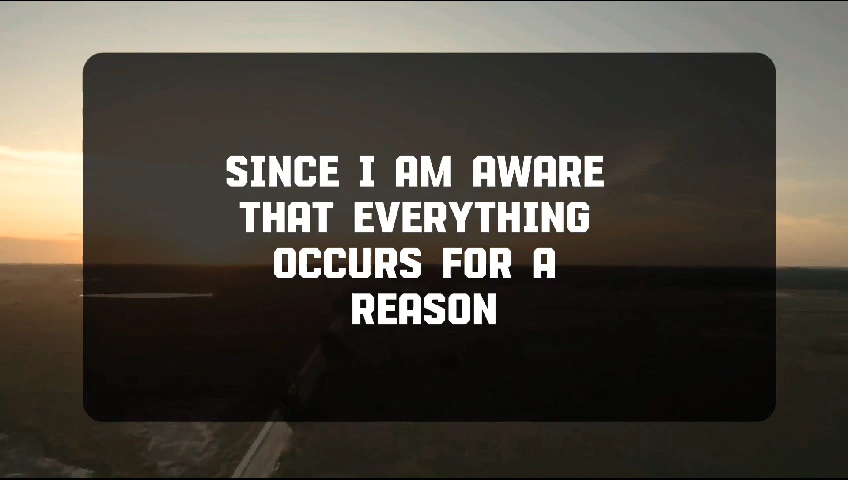 SINCE I AM AWARE
THAT EVERYTHING
OCCURS FOR A
REASON